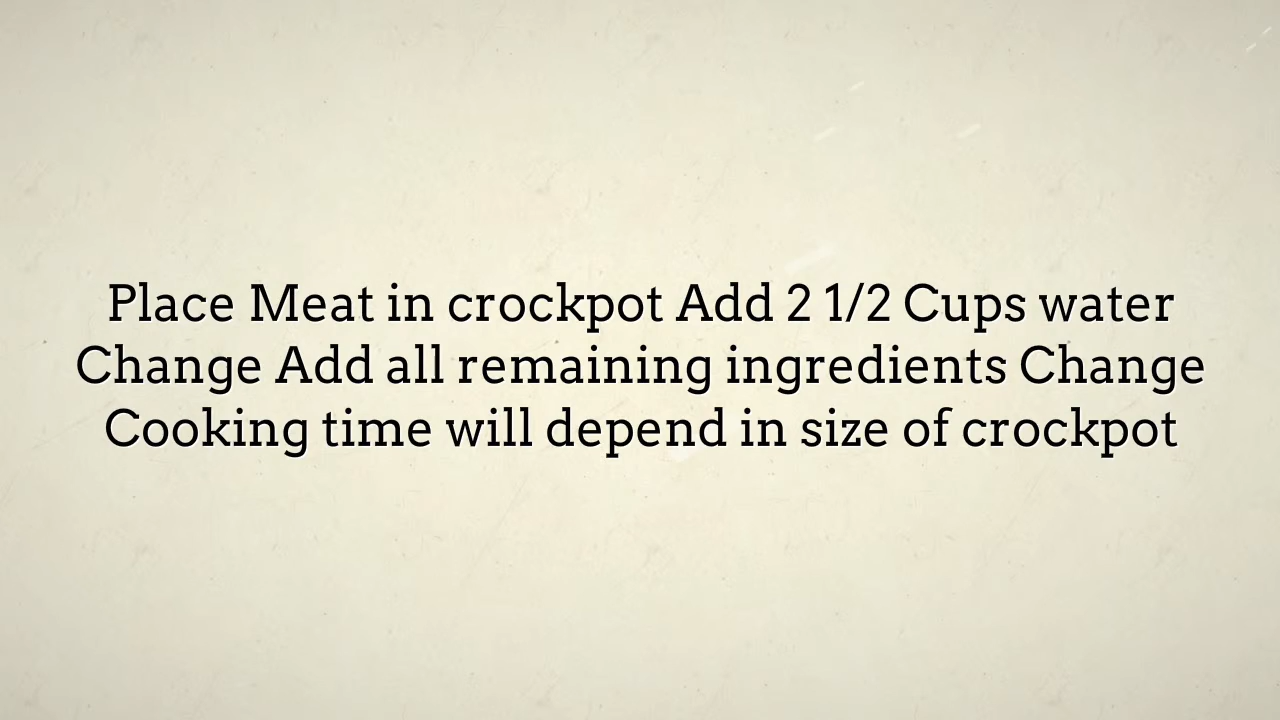 Place Meat in crockpot Add 2 1/2 Cups water
Change Add all remaining ingredients Change
Cooking time will depend in size of crockpot